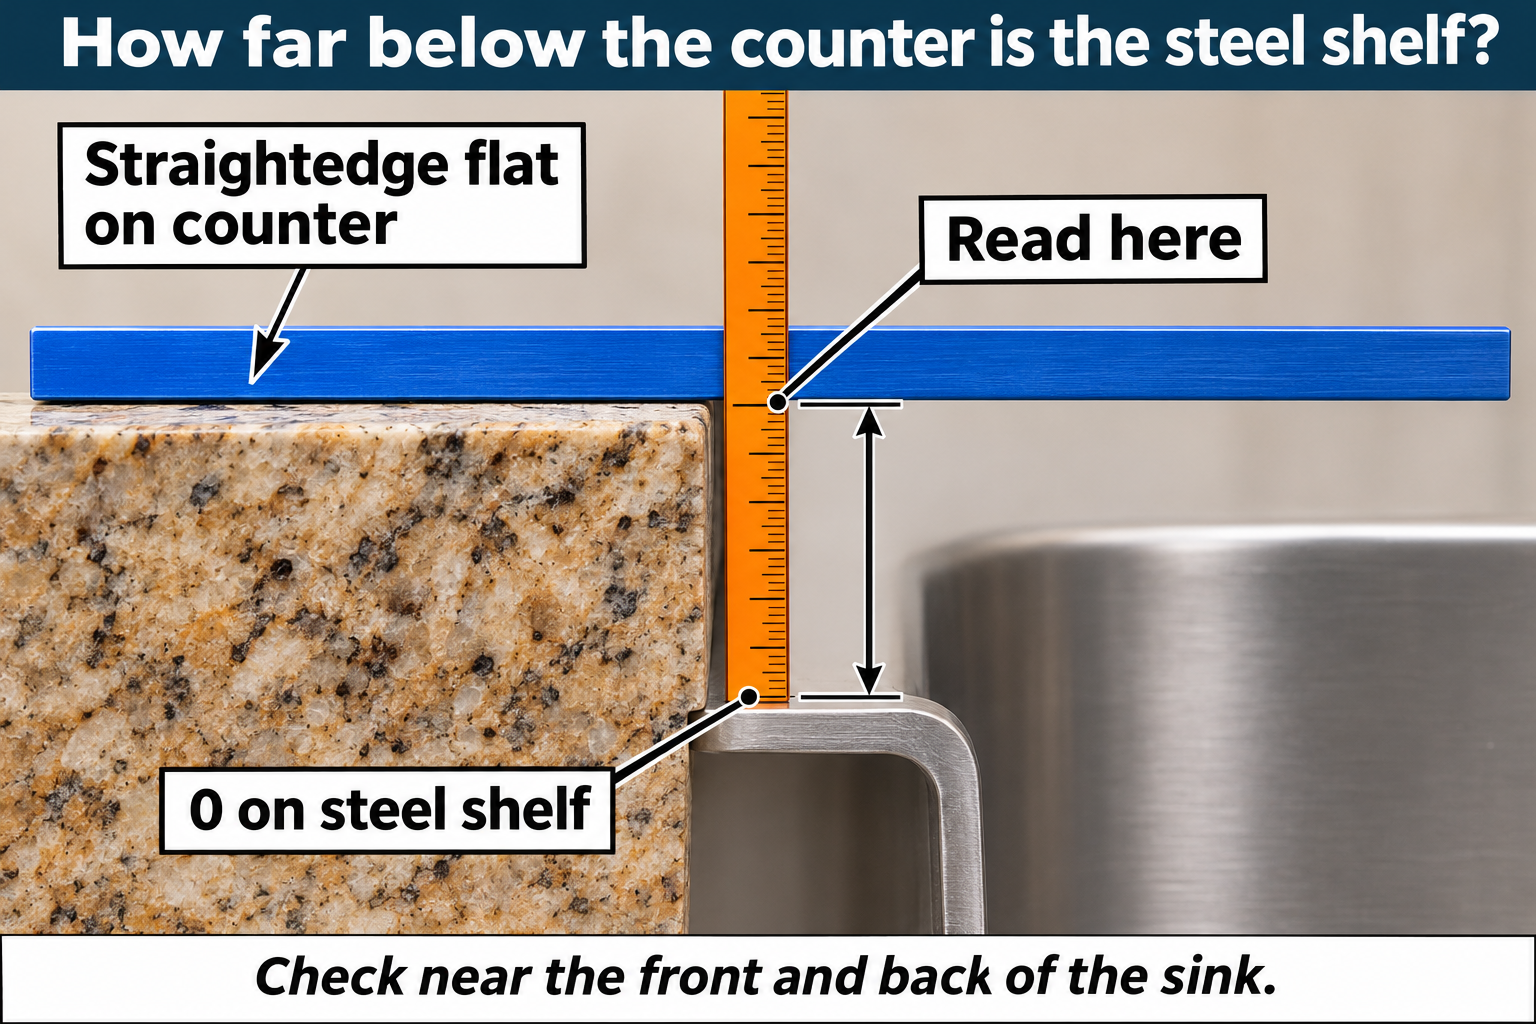 How far below the counter is the steel shelf?
Straightedge flat
on counter
Read here
0 on steel shelf
Check near the front and back of the sink.